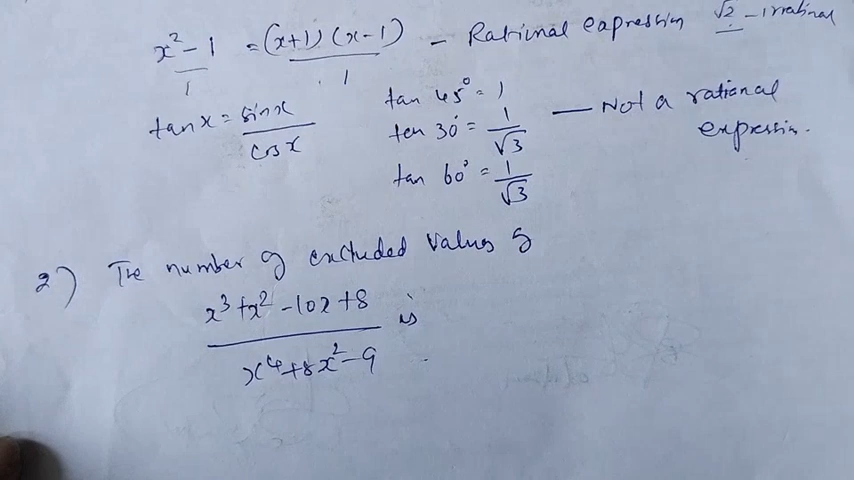 x² - 1 / 1 = (x+1) (x-1) / 1 - Rational expression √2 - irrational
tan x = sin x / cos x
tan 45° = 1
tan 30° = 1/√3 — Not a rational expression.
tan 60° = 1/√3
2) The number of excluded values of
x³ + x² - 10x + 8 / x⁴ + 8x² - 9 is